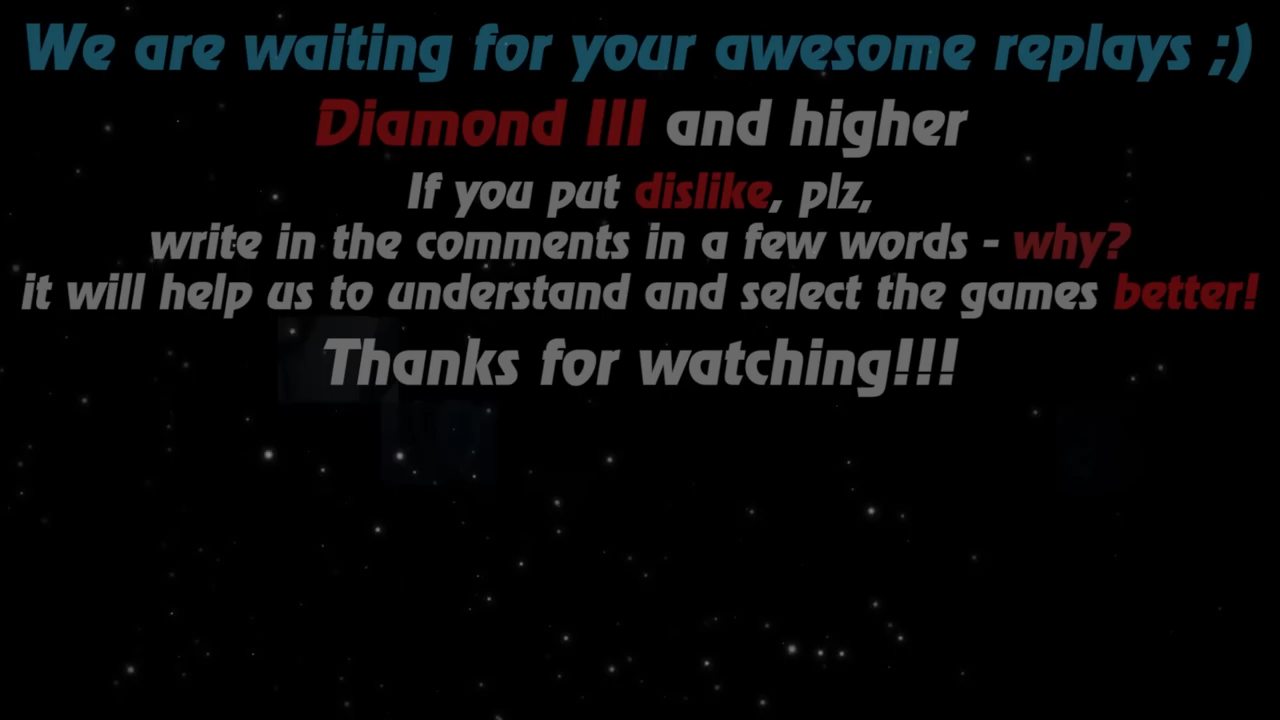 We are waiting for your awesome replays ;)
Diamond III and higher
If you put dislike, plz,
write in the comments in a few words - why?
it will help us to understand and select the games better!
Thanks for watching!!!